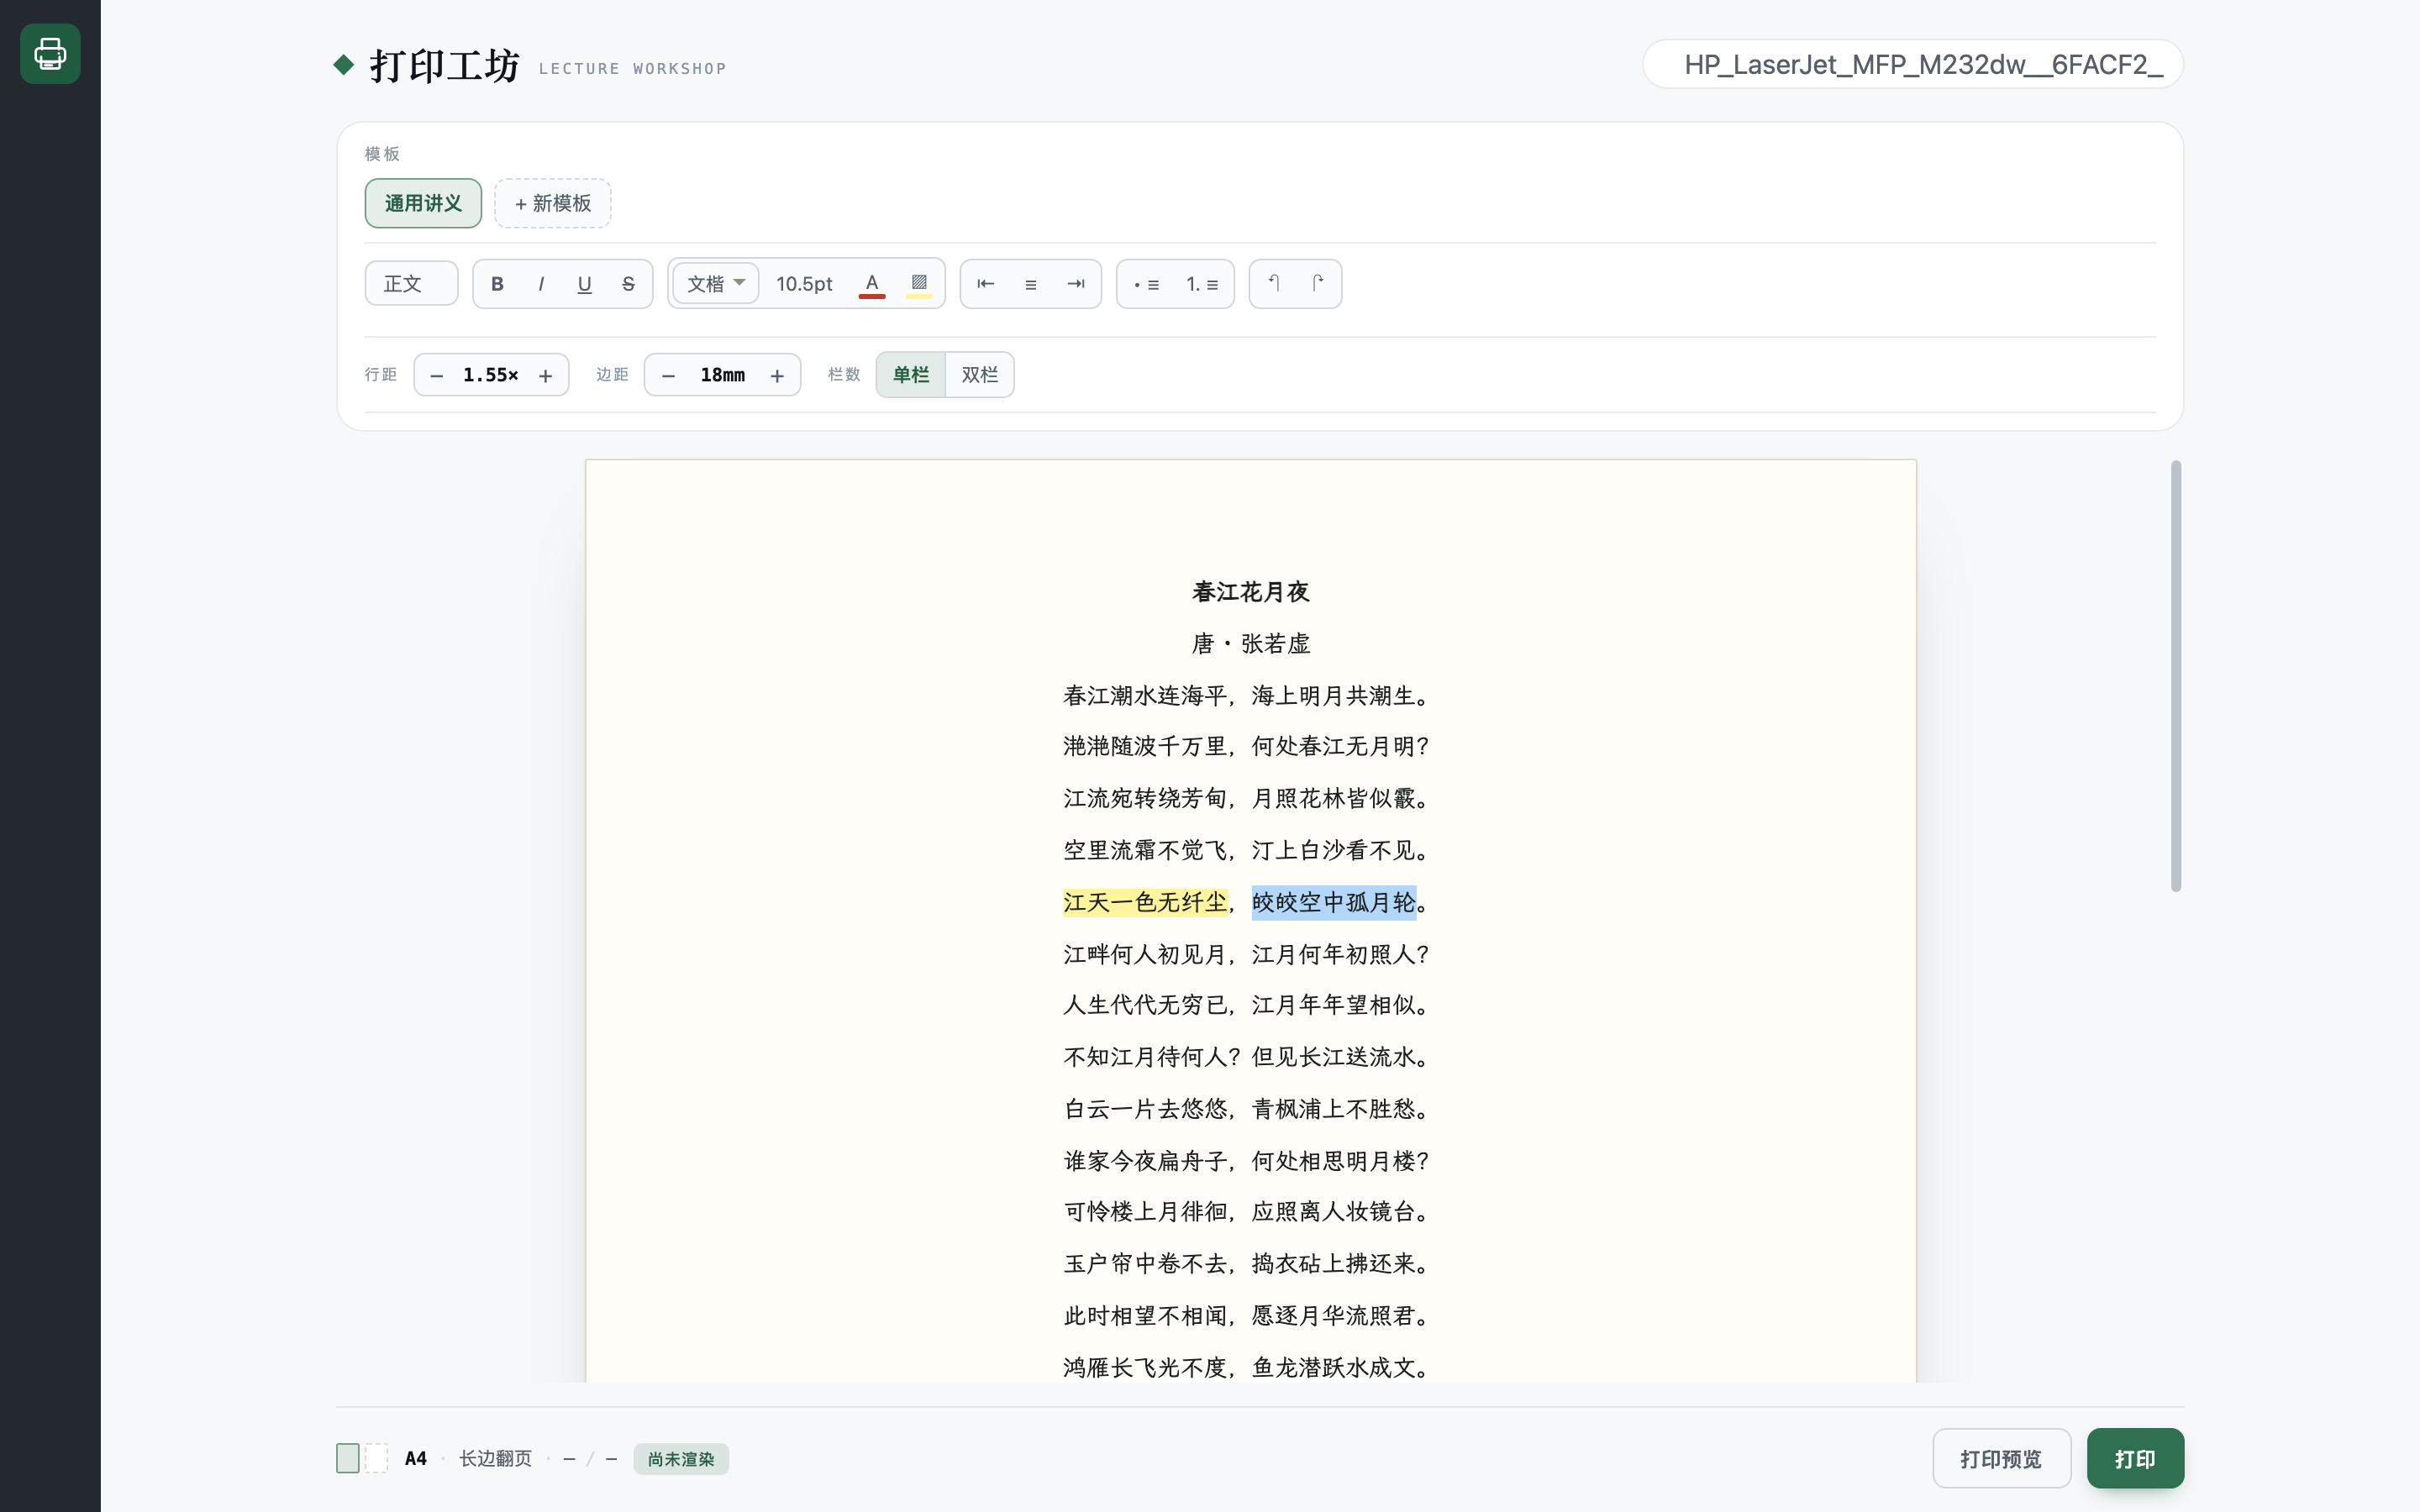 打印工坊 LECTURE WORKSHOP
HP_LaserJet_MFP_M232dw__6FACF2_
模板
通用讲义 + 新模板
正文 B I U S 文楷 10.5pt A 1.
行距 − 1.55× + 边距 − 18mm + 栏数 单栏 双栏
春江花月夜
唐·张若虚
春江潮水连海平,海上明月共潮生。
滟滟随波千万里,何处春江无月明?
江流宛转绕芳甸,月照花林皆似霰。
空里流霜不觉飞,汀上白沙看不见。
江天一色无纤尘,皎皎空中孤月轮。
江畔何人初见月,江月何年初照人?
人生代代无穷已,江月年年望相似。
不知江月待何人?但见长江送流水。
白云一片去悠悠,青枫浦上不胜愁。
谁家今夜扁舟子,何处相思明月楼?
可怜楼上月徘徊,应照离人妆镜台。
玉户帘中卷不去,捣衣砧上拂还来。
此时相望不相闻,愿逐月华流照君。
鸿雁长飞光不度,鱼龙潜跃水成文。
A4 · 长边翻页 · – / – 尚未渲染
打印预览 打印